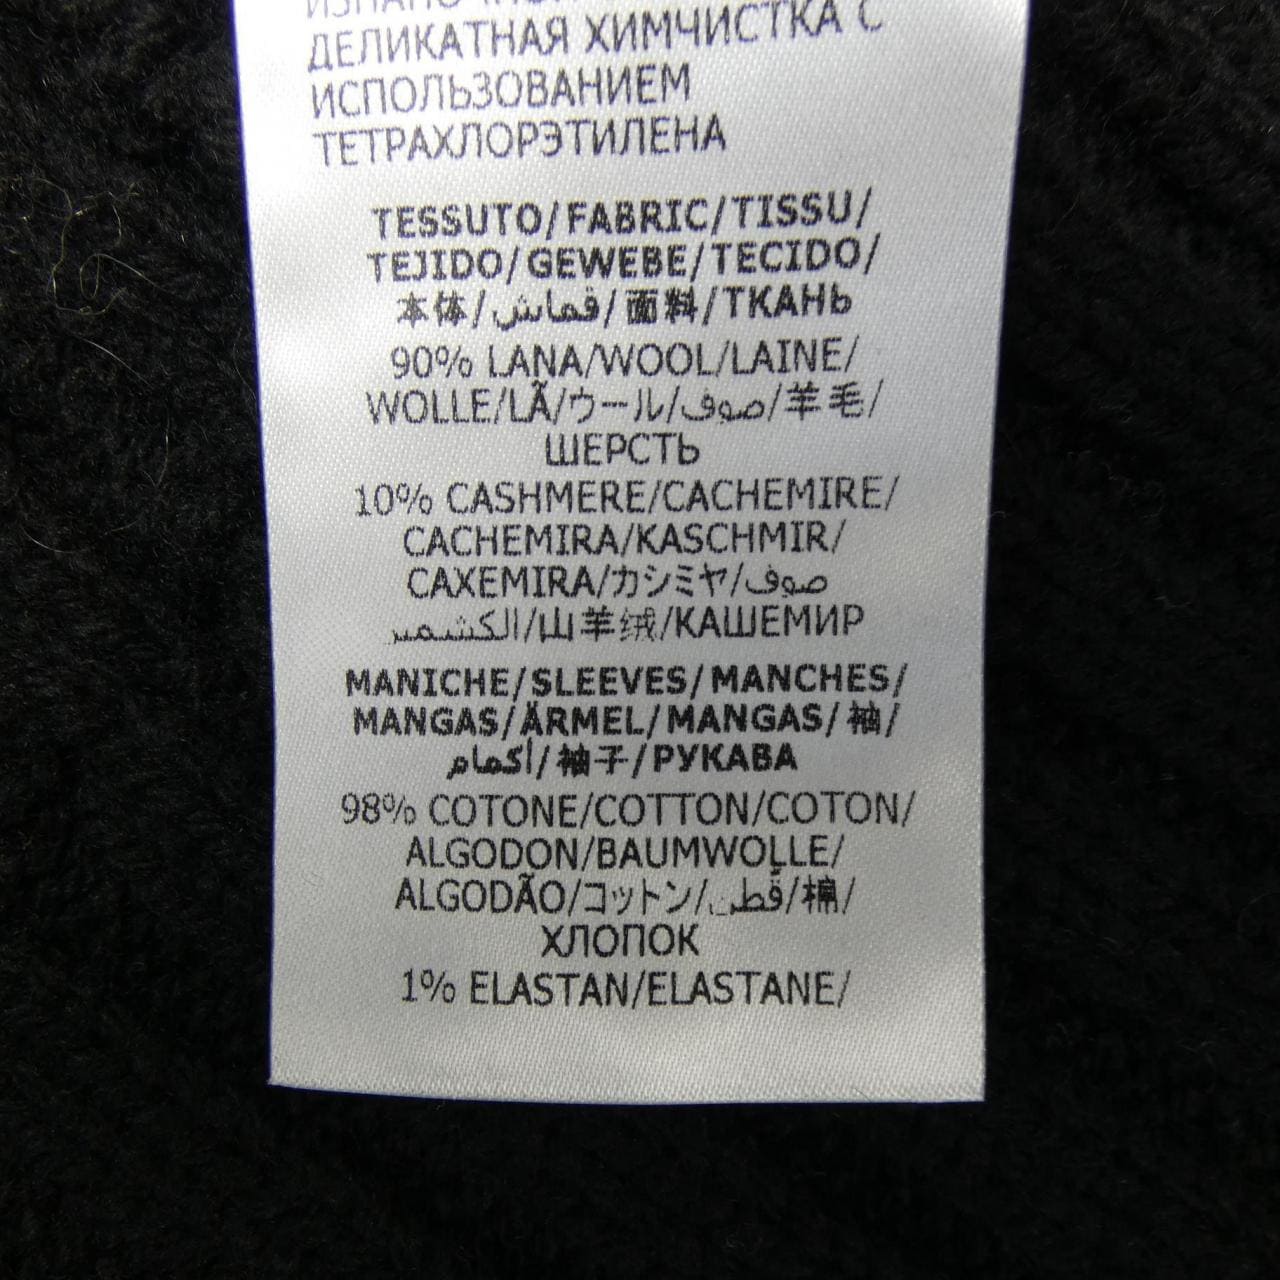 ДЕЛИКАТНАЯ ХИМЧИСТКА С
ИСПОЛЬЗОВАНИЕМ
ТЕТРАХЛОРЭТИЛЕНА
TESSUTO/FABRIC/TISSU/
TEJIDO/GEWEBE/TECIDO/
本体/قماش/面料/ТКАНЬ
90% LANA/WOOL/LAINE/
WOLLE/LÃ/ウール/صوف/羊毛/
ШЕРСТЬ
10% CASHMERE/CACHEMIRE/
CACHEMIRA/KASCHMIR/
CAXEMIRA/カシミヤ/صوف
الكشمير/山羊绒/КАШЕМИР
MANICHE/SLEEVES/MANCHES/
MANGAS/ÄRMEL/MANGAS/袖/
أكمام/袖子/РУКАВА
98% COTONE/COTTON/COTON/
ALGODON/BAUMWOLLE/
ALGODÃO/コットン/قطن/棉/
ХЛОПОК
1% ELASTAN/ELASTANE/